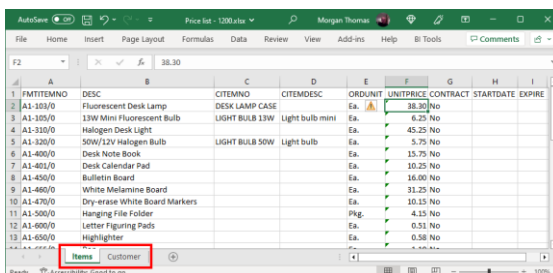 AutoSave On Price list - 1200.xlsx Morgan Thomas
File Home Insert Page Layout Formulas Data Review View Add-ins Help BI Tools Comments
F2 fx 38.30
A B C D E F G H I
1 FMTITEMNO DESC CITEMNO CITEMDESC ORDUNIT UNITPRICE CONTRACT STARTDATE EXPIRE
2 A1-103/0 Fluorescent Desk Lamp DESK LAMP CASE Ea. 38.30 No
3 A1-105/0 13W Mini Fluorescent Bulb LIGHT BULB 13W Light bulb mini Ea. 6.25 No
4 A1-310/0 Halogen Desk Light Ea. 45.25 No
5 A1-320/0 50W/12V Halogen Bulb LIGHT BULB 50W Light bulb Ea. 5.75 No
6 A1-400/0 Desk Note Book Ea. 15.75 No
7 A1-401/0 Desk Calendar Pad Ea. 10.25 No
8 A1-450/0 Bulletin Board Ea. 16.00 No
9 A1-460/0 White Melamine Board Ea. 31.25 No
10 A1-470/0 Dry-erase White Board Markers Ea. 10.15 No
11 A1-500/0 Hanging File Folder Pkg. 4.15 No
12 A1-600/0 Letter Figuring Pads Ea. 0.51 No
13 A1-650/0 Highlighter Ea. 0.58 No
Items Customer
Ready Accessibility: Good to go 100%